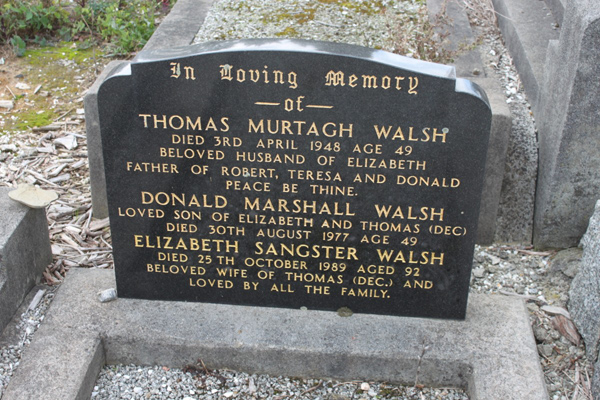 In Loving Memory
of
THOMAS MURTAGH WALSH
DIED 3RD APRIL 1948 AGE 49
BELOVED HUSBAND OF ELIZABETH
FATHER OF ROBERT, TERESA AND DONALD
PEACE BE THINE.
DONALD MARSHALL WALSH
LOVED SON OF ELIZABETH AND THOMAS (DEC)
DIED 30TH AUGUST 1977 AGE 49
ELIZABETH SANGSTER WALSH
DIED 25TH OCTOBER 1989 AGED 92
BELOVED WIFE OF THOMAS (DEC.) AND
LOVED BY ALL THE FAMILY.